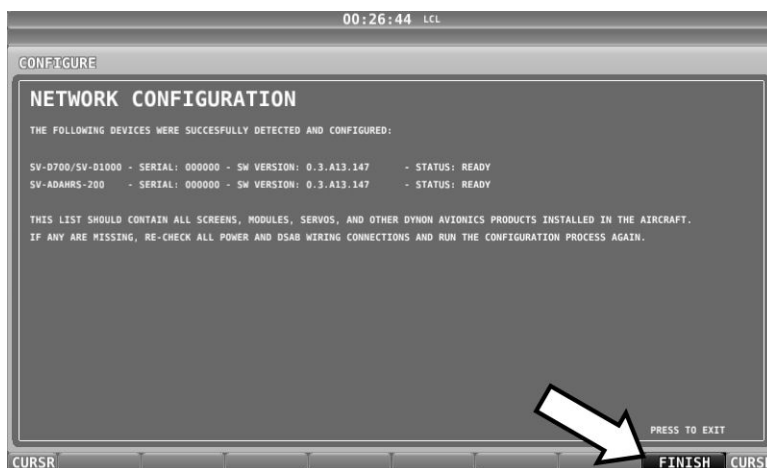 00:26:44 LCL
CONFIGURE
NETWORK CONFIGURATION
THE FOLLOWING DEVICES WERE SUCCESFULLY DETECTED AND CONFIGURED:
SV-D700/SV-D1000 - SERIAL: 000000 - SW VERSION: 0.3.A13.147 - STATUS: READY
SV-ADAHRS-200 - SERIAL: 000000 - SW VERSION: 0.3.A13.147 - STATUS: READY
THIS LIST SHOULD CONTAIN ALL SCREENS, MODULES, SERVOS, AND OTHER DYNON AVIONICS PRODUCTS INSTALLED IN THE AIRCRAFT.
IF ANY ARE MISSING, RE-CHECK ALL POWER AND DSAB WIRING CONNECTIONS AND RUN THE CONFIGURATION PROCESS AGAIN.
PRESS TO EXIT
CURSR FINISH CURS